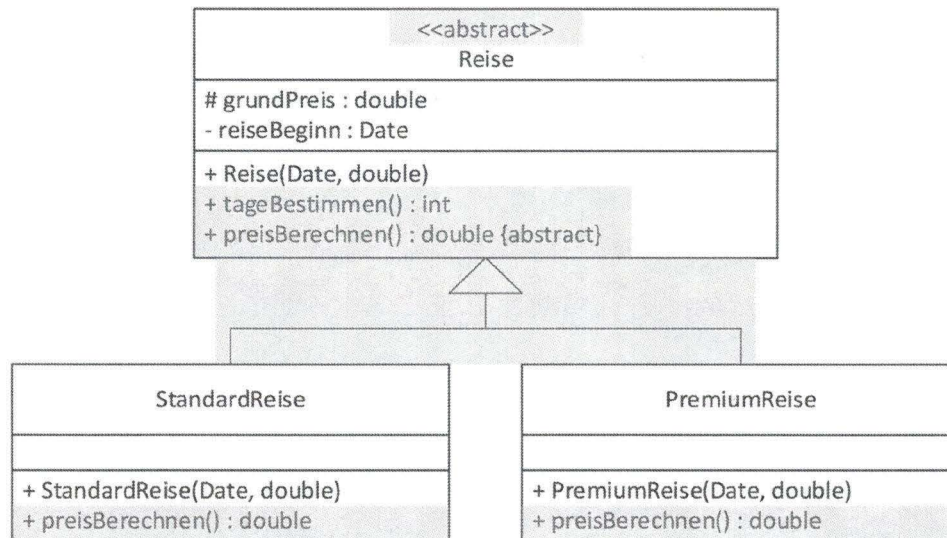 <<abstract>>
Reise
# grundPreis : double
- reiseBeginn : Date
+ Reise(Date, double)
+ tageBestimmen() : int
+ preisBerechnen() : double {abstract}
StandardReise
+ StandardReise(Date, double)
+ preisBerechnen() : double
PremiumReise
+ PremiumReise(Date, double)
+ preisBerechnen() : double